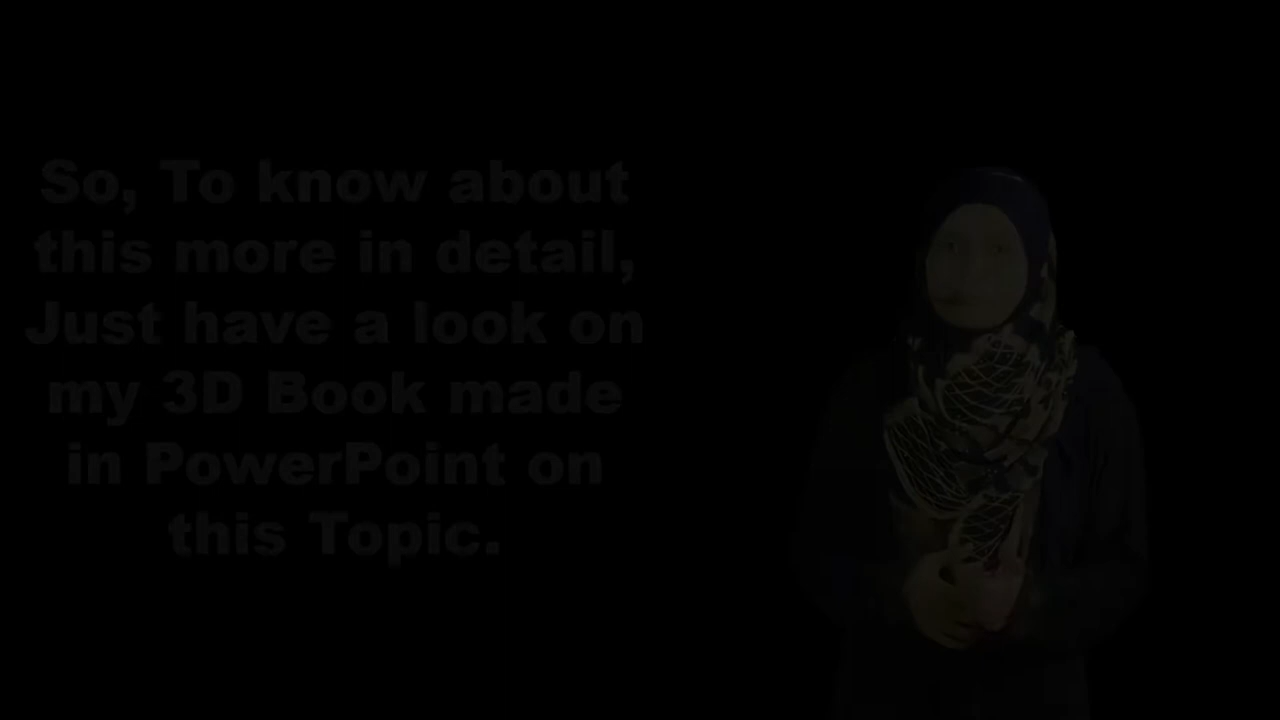 So, To know about
this more in detail,
Just have a look on
my 3D Book made
in PowerPoint on
this Topic.